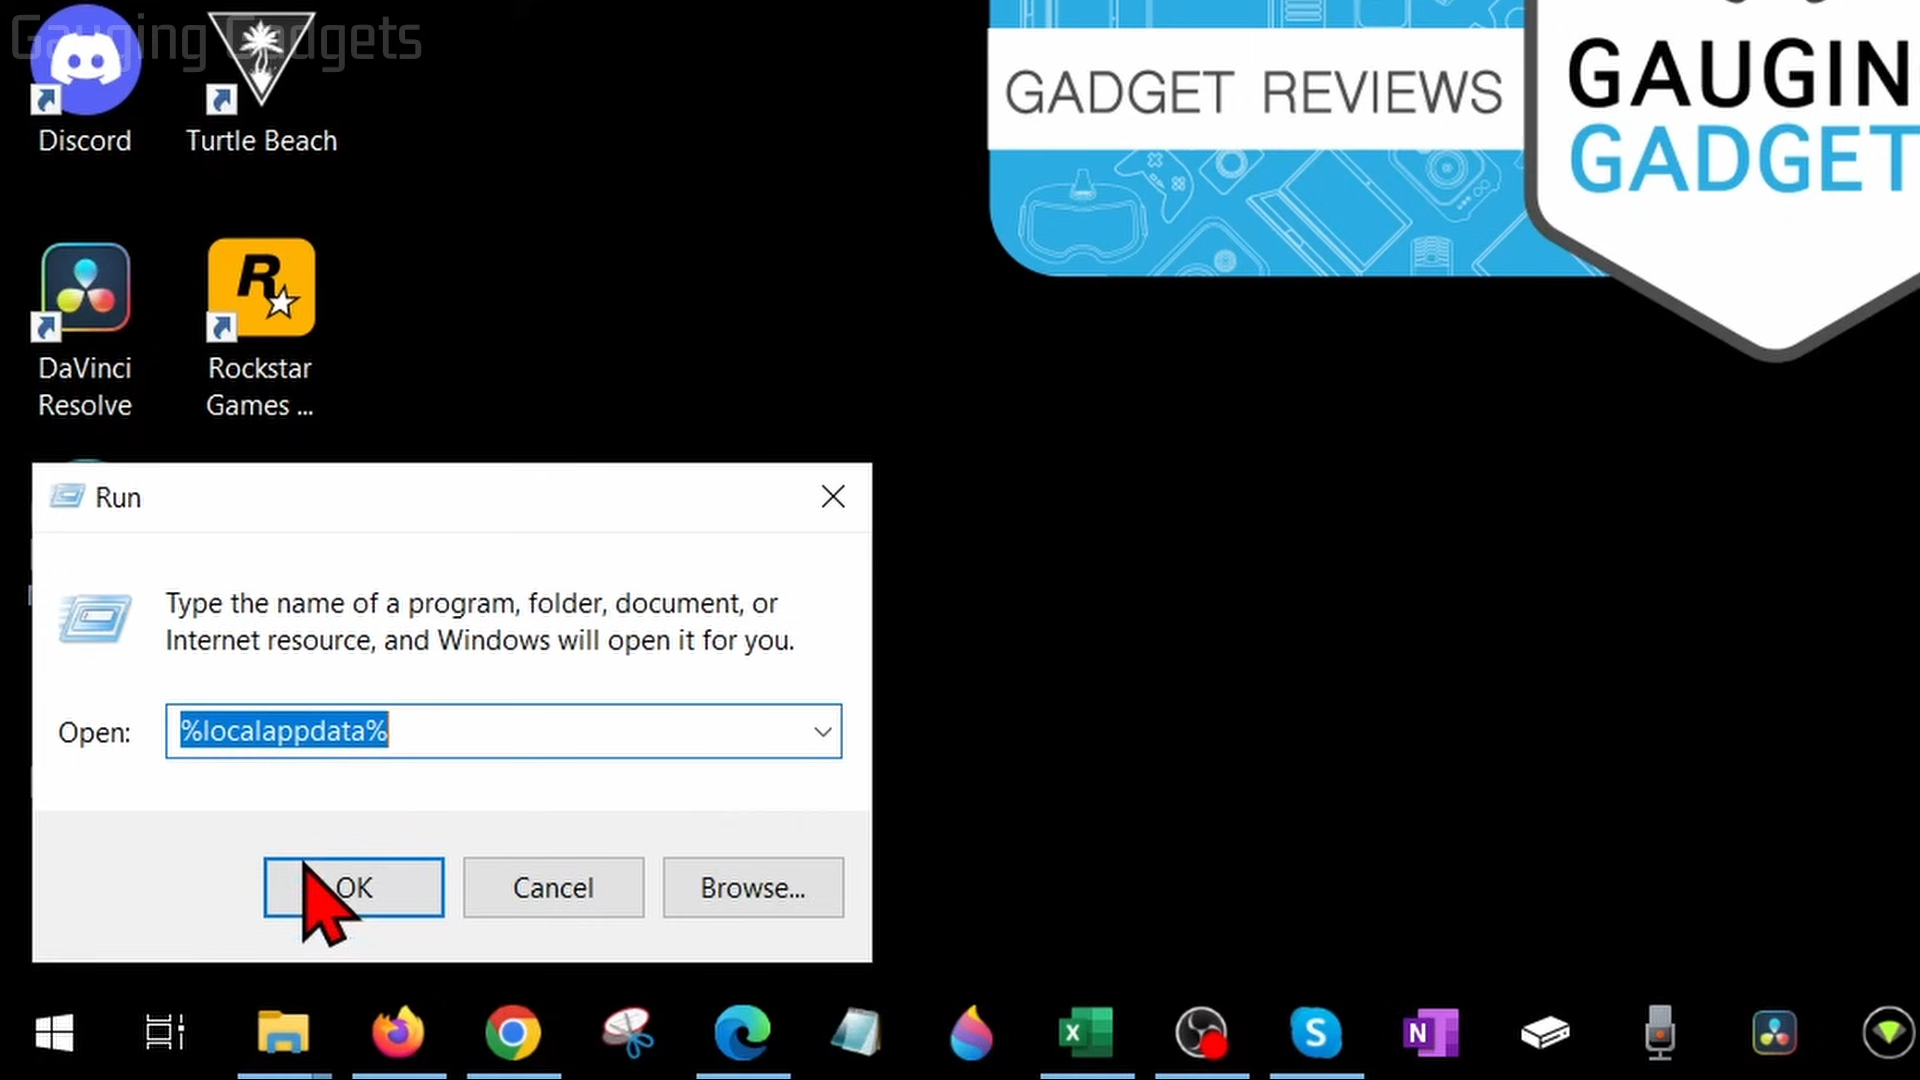 Gauging Gadgets
Discord
Turtle Beach
GADGET REVIEWS
GAUGIN
GADGET
DaVinci
Resolve
Rockstar
Games ...
Run
Type the name of a program, folder, document, or
Internet resource, and Windows will open it for you.
Open:
%localappdata%
OK
Cancel
Browse...